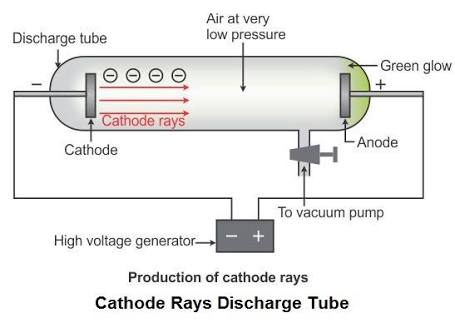 Air at very
low pressure
Discharge tube
Green glow
−
− − − −
+
Cathode rays
Cathode
Anode
To vacuum pump
High voltage generator
− +
Production of cathode rays
Cathode Rays Discharge Tube